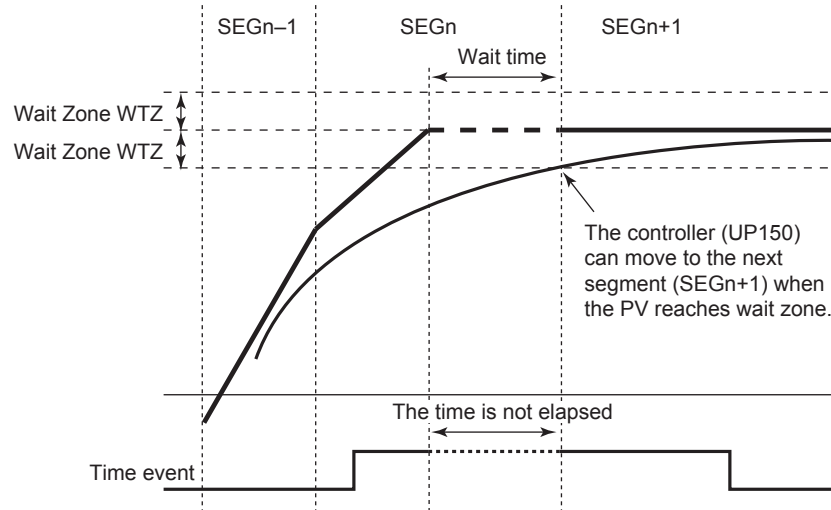 SEGn–1
SEGn
SEGn+1
Wait time
Wait Zone WTZ
Wait Zone WTZ
The controller (UP150)
can move to the next
segment (SEGn+1) when
the PV reaches wait zone.
The time is not elapsed
Time event